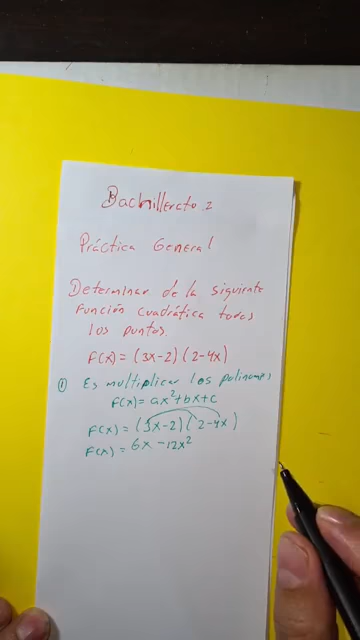 Bachillerato 2
Práctica General
Determinar de la siguiente
función cuadrática todos
los puntos.
F(x) = (3x-2) (2-4x)
① Es multiplicar los polinomios
F(x) = ax²+bx+c
F(x) = (3x-2) (2-4x)
F(x) = 6x -12x²